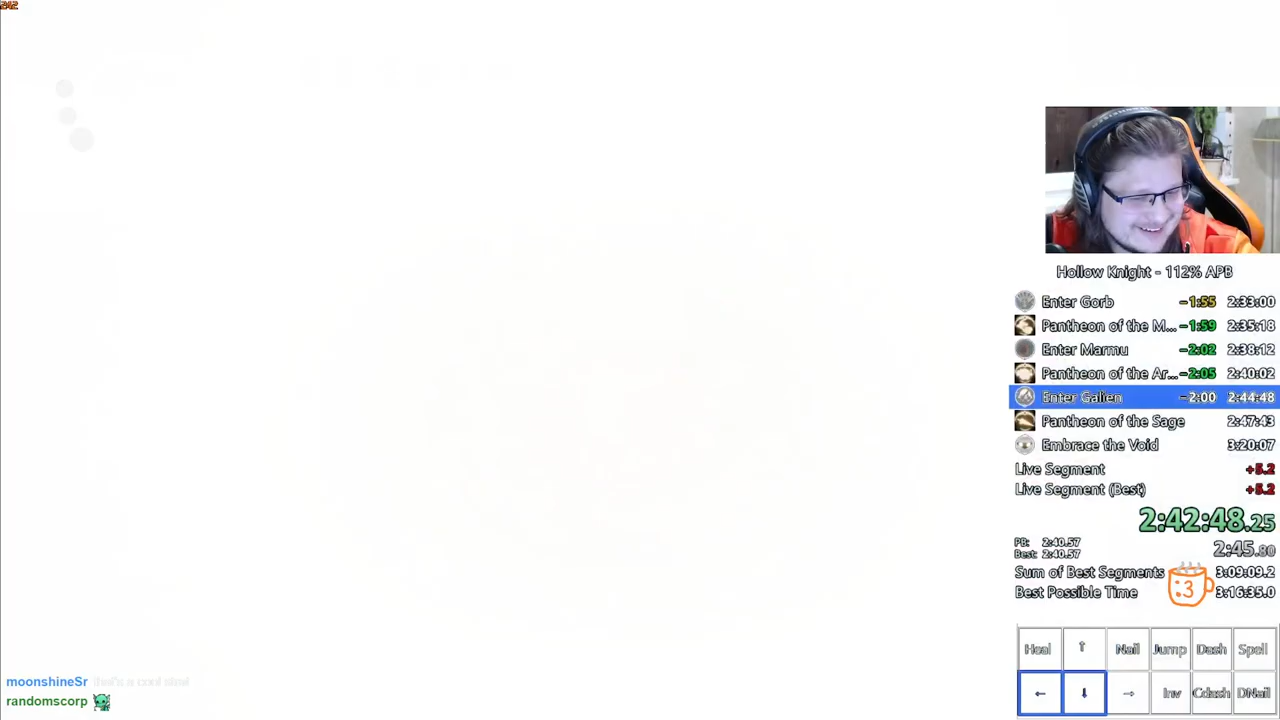 242
Hollow Knight - 112% APB
Enter Gorb -1:55 2:33:00
Pantheon of the M... -1:59 2:35:18
Enter Marmu -2:02 2:38:12
Pantheon of the Ar... -2:05 2:40:02
Enter Galien -2:00 2:44:48
Pantheon of the Sage 2:47:43
Embrace the Void 3:20:07
Live Segment +5.2
Live Segment (Best) +5.2
2:42:48.25
PB: 2:40.57
Best: 2:40.57
2:45.80
Sum of Best Segments 3:09:09.2
Best Possible Time 3:16:35.0
:3
Heal ↑ Nail Jump Dash Spell
← ↓ → Inv Cdash DNail
moonshineSr that's a cool strat
randomscorp